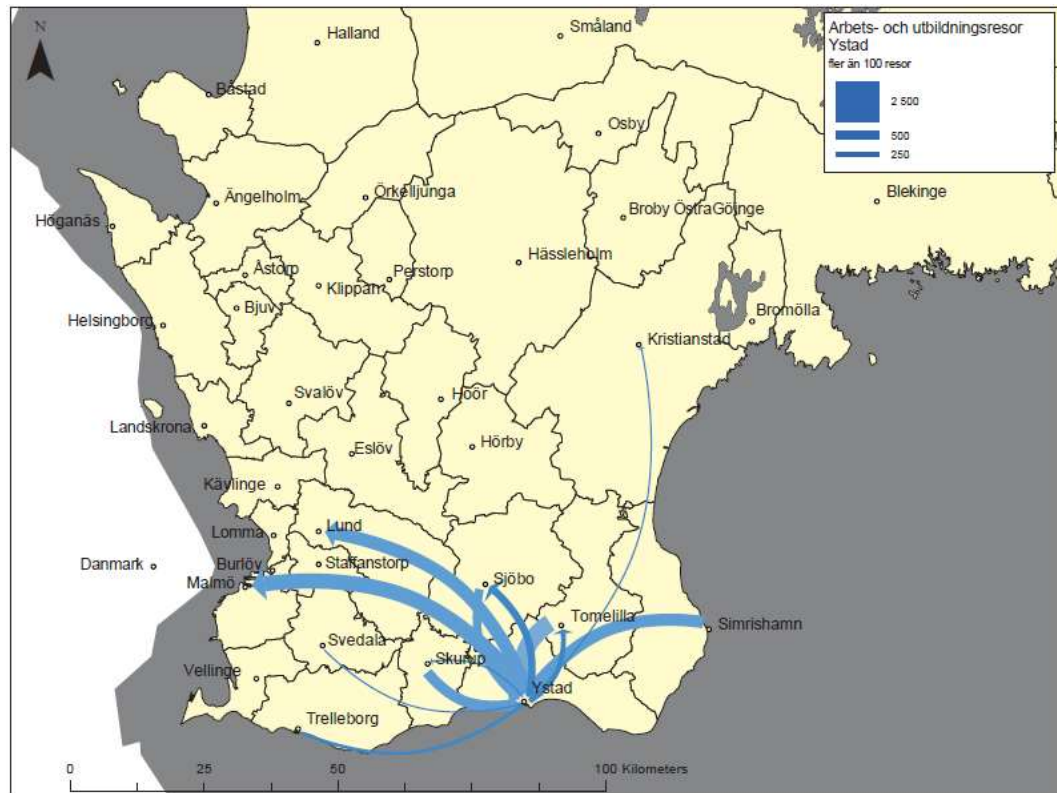 N
Halland
Småland
Arbets- och utbildningsresor
Ystad
fler än 100 resor
2 500
500
250
Båstad
Osby
Ängelholm
Örkelljunga
Broby ÖstraGöinge
Blekinge
Höganäs
Åstorp
Perstorp
Hässleholm
Klippan
Bjuv
Bromölla
Helsingborg
Kristianstad
Svalöv
Höör
Landskrona
Eslöv
Hörby
Kävlinge
Lund
Lomma
Danmark
Burlöv
Staffanstorp
Malmö
Sjöbo
Tomelilla
Simrishamn
Svedala
Skurup
Vellinge
Ystad
Trelleborg
0 25 50 100 Kilometers